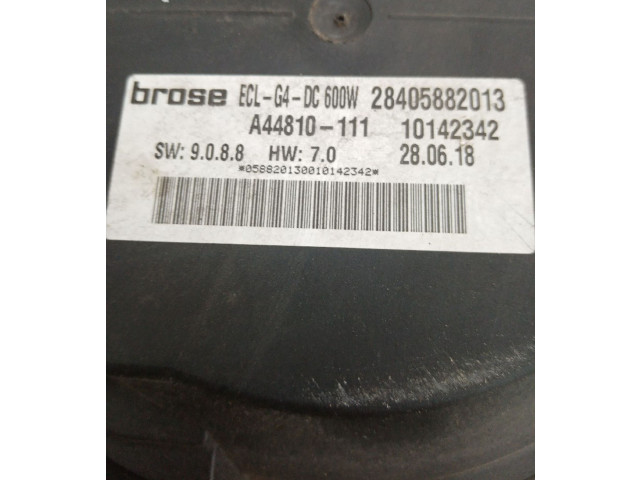 brose ECL-G4-DC 600W 28405882013
A44810-111 10142342
SW: 9.0.8.8 HW: 7.0 28.06.18
*058820130010142342*